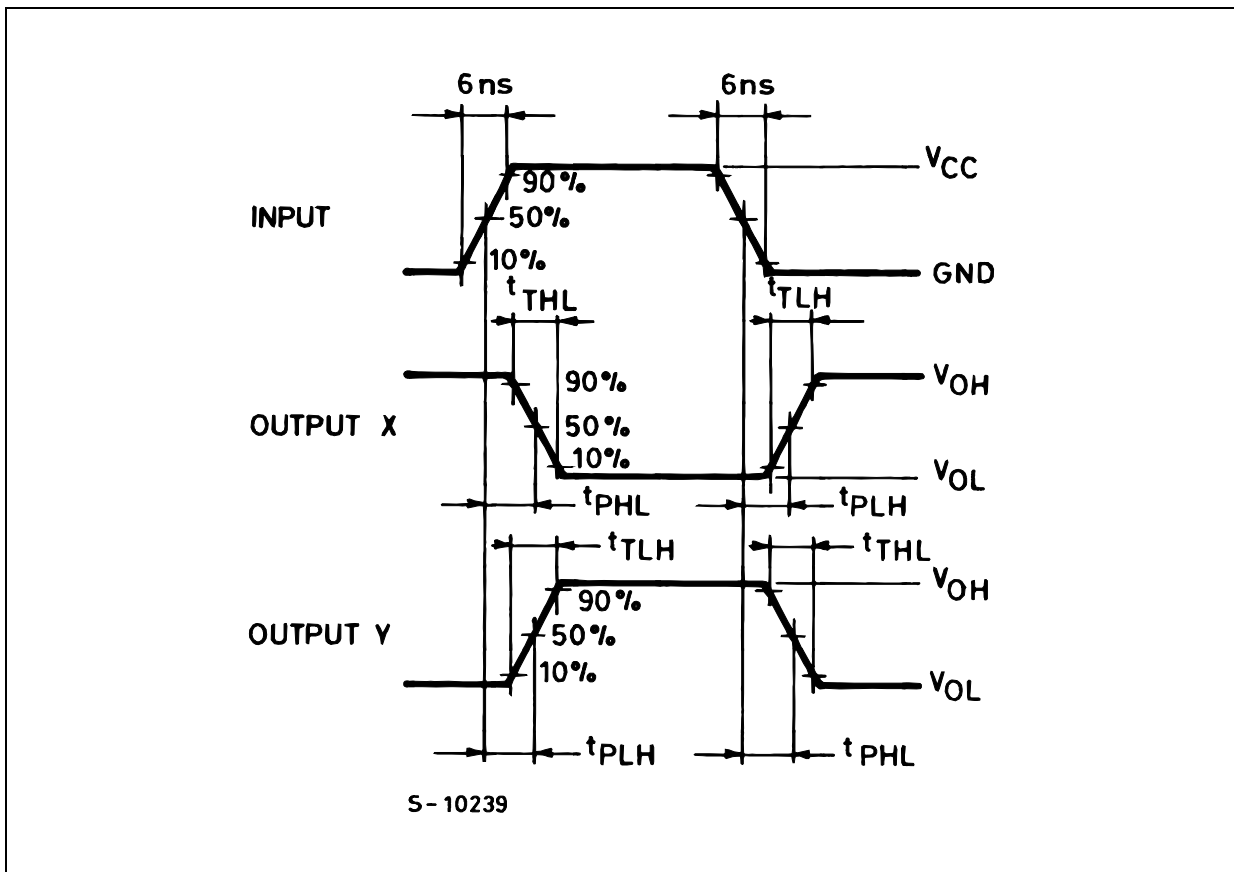 6ns 6ns
VCC
90%
INPUT 50%
10% GND
tTHL tTLH
90% VOH
OUTPUT X 50%
10% VOL
tPHL tPLH
tTLH tTHL
VOH
90%
OUTPUT Y 50%
10% VOL
tPLH tPHL
S-10239